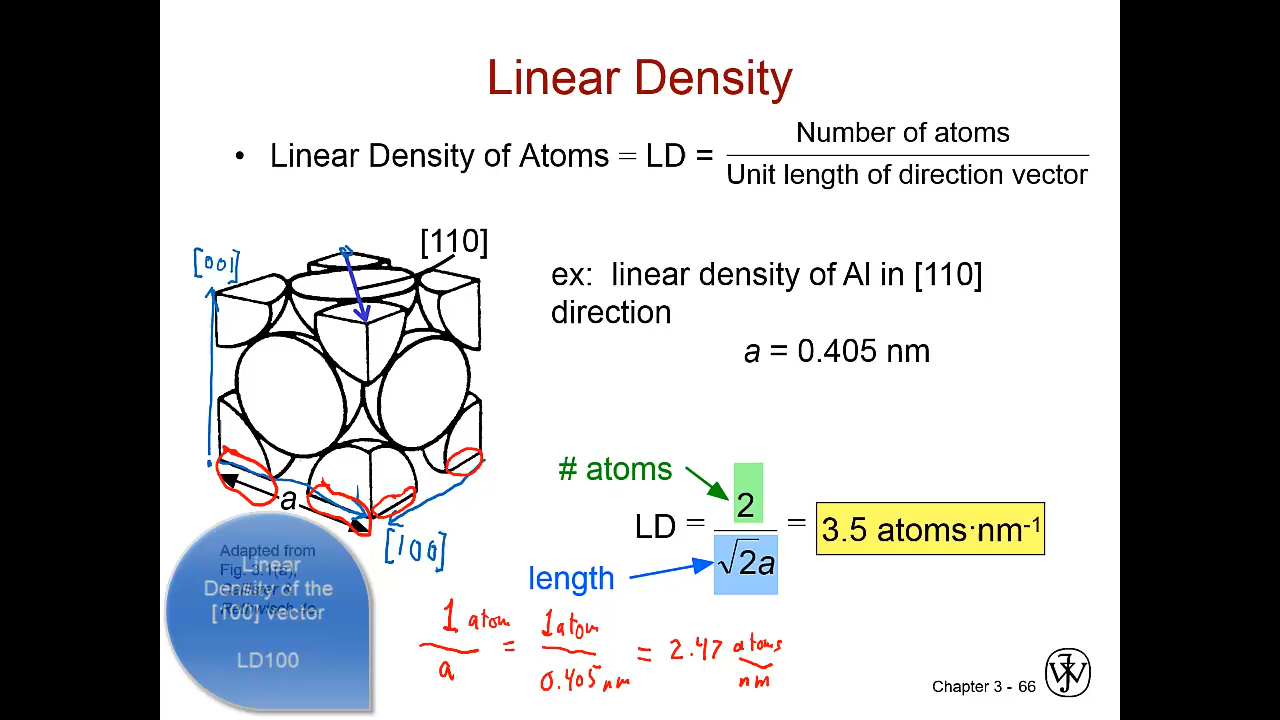 Linear Density
• Linear Density of Atoms = LD =
Number of atoms
Unit length of direction vector
[001]
[110]
ex: linear density of Al in [110]
direction
a = 0.405 nm
# atoms
LD = 2 / √2a = 3.5 atoms·nm-1
length
a
[100]
Adapted from
Fig. 3.1(a),
Linear
Density of the
[100] vector
LD100
1 atom / a = 1 atom / 0.405 nm = 2.47 atoms / nm
Chapter 3 - 66